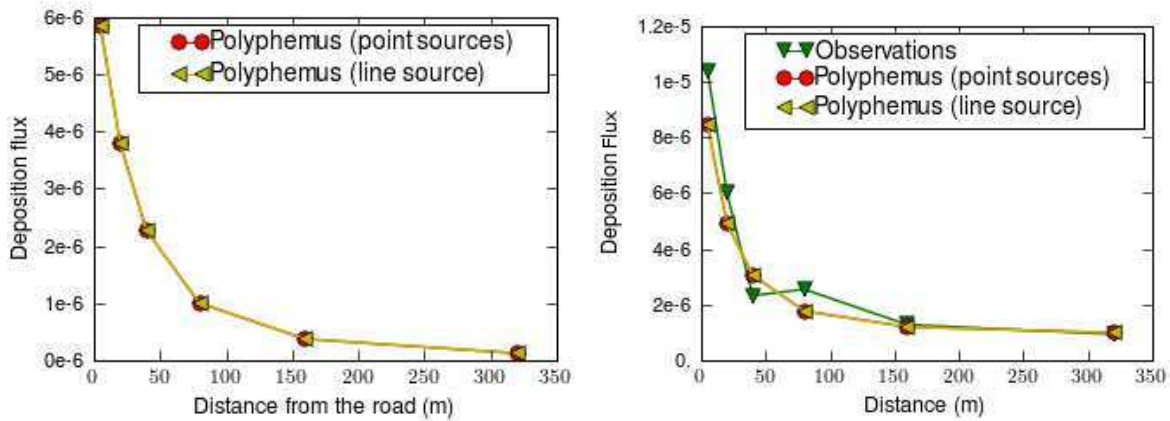 6e-6
5e-6
4e-6
3e-6
2e-6
1e-6
0e-6
Deposition flux
Polyphemus (point sources)
Polyphemus (line source)
0 50 100 150 200 250 300 350
Distance from the road (m)
1.2e-5
1e-5
8e-6
6e-6
4e-6
2e-6
0.
Deposition Flux
Observations
Polyphemus (point sources)
Polyphemus (line source)
0 50 100 150 200 250 300 350
Distance (m)